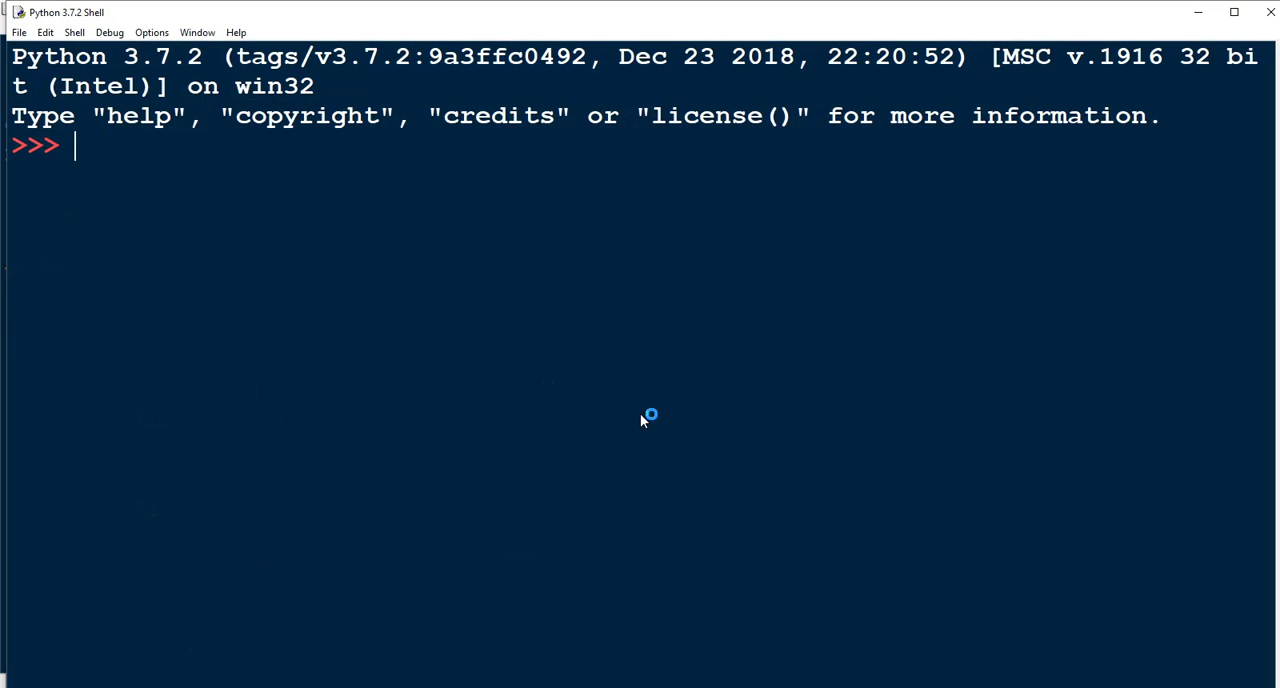 Python 3.7.2 Shell
File Edit Shell Debug Options Window Help
Python 3.7.2 (tags/v3.7.2:9a3ffc0492, Dec 23 2018, 22:20:52) [MSC v.1916 32 bi
t (Intel)] on win32
Type "help", "copyright", "credits" or "license()" for more information.
>>>